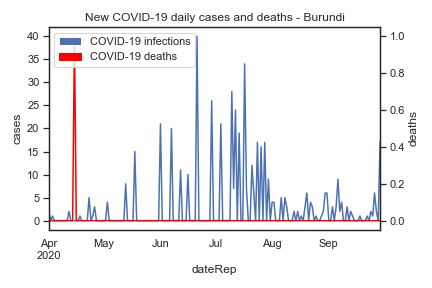 New COVID-19 daily cases and deaths - Burundi
COVID-19 infections
COVID-19 deaths
40
35
30
25
20
15
10
5
0
cases
1.0
0.8
0.6
0.4
0.2
0.0
deaths
Apr May Jun Jul Aug Sep
2020
dateRep